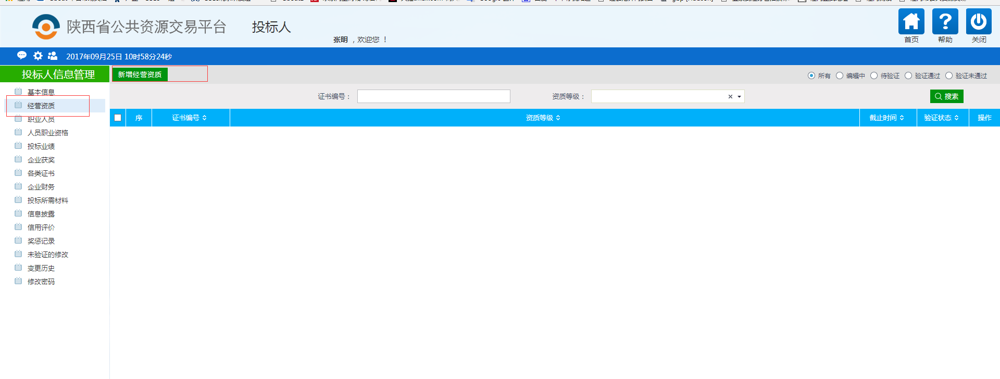 陕西省公共资源交易平台
投标人
张明 ，欢迎您 ！
首页
帮助
关闭
2017年09月25日 10时58分24秒
投标人信息管理
基本信息
经营资质
职业人员
人员职业资格
投标业绩
企业获奖
各类证书
企业财务
投标所需材料
信息披露
信用评价
奖惩记录
未验证的修改
变更历史
修改密码
新增经营资质
所有 编辑中 待验证 验证通过 验证未通过
证书编号：
资质等级：
搜索
序 证书编号 资质等级 截止时间 验证状态 操作